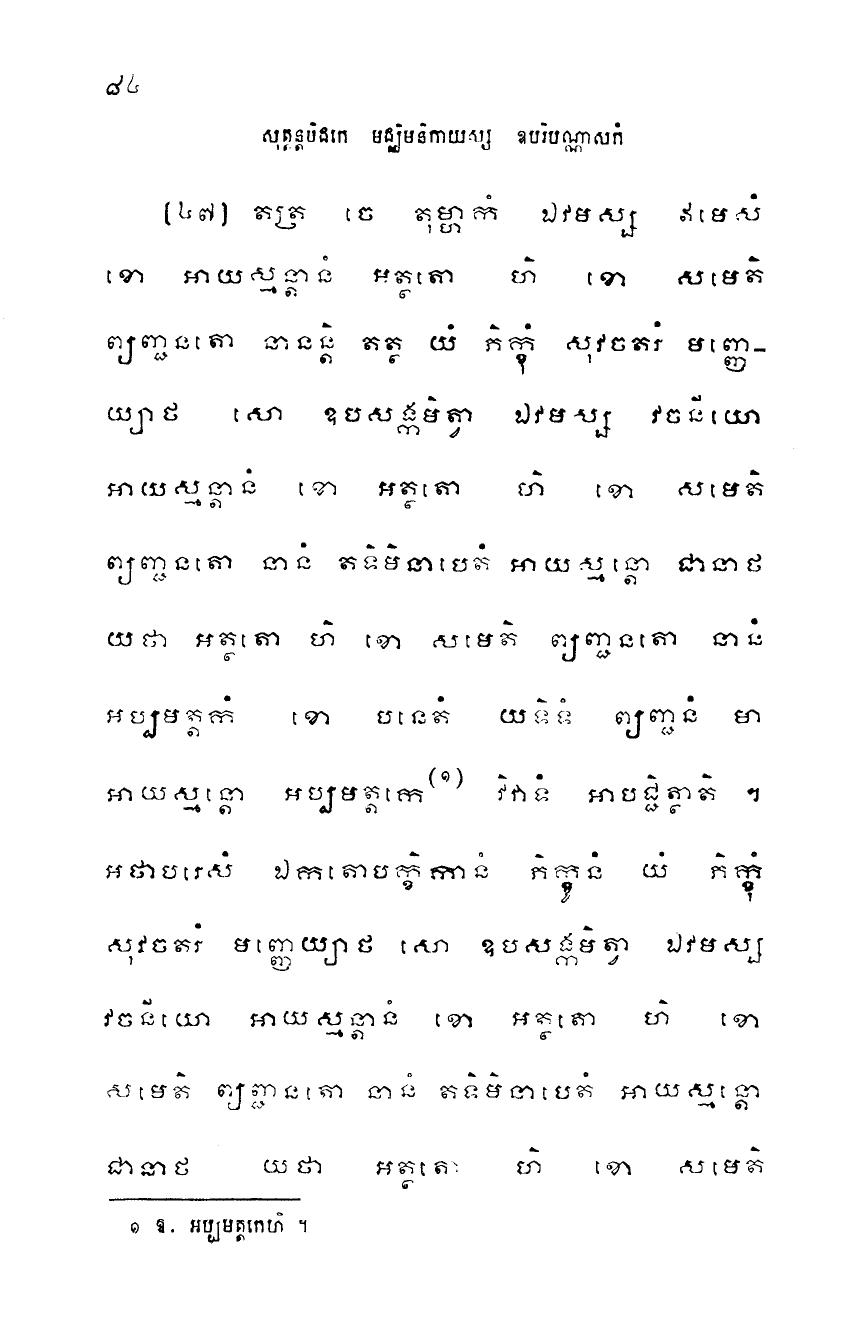 ៨៤
សុត្តន្តបិដកេ មជ្ឈិមនិកាយស្ស ឧបរិបណ្ណាសកំ
(៤៧) តត្រ ចេ តុម្ហាកំ ឯវមស្ស ឥមេសំ
ខោ អាយស្មន្តានំ អត្ថតោ ហិ ខោ សមេតិ
ព្យញ្ជនតោ នានន្តិ តត្ថ យំ ភិក្ខុំ សុវចតរំ មញ្ញេ-
យ្យាថ សោ ឧបសង្កមិត្វា ឯវមស្ស វចនីយោ
អាយស្មន្តានំ ខោ អត្ថតោ ហិ ខោ សមេតិ
ព្យញ្ជនតោ នានំ តទិមិនាបេតំ អាយស្មន្តោ ជានាថ
យថា អត្ថតោ ហិ ខោ សមេតិ ព្យញ្ជនតោ នានំ
អប្បមត្តកំ ខោ បនេតំ យទិទំ ព្យញ្ជនំ មា
អាយស្មន្តោ អប្បមត្តកេ(១) វិវាទំ អាបជ្ជិត្ថាតិ ។
អថាបរេសំ ឯកតោបក្ខិកានំ ភិក្ខូនំ យំ ភិក្ខុំ
សុវចតរំ មញ្ញេយ្យាថ សោ ឧបសង្កមិត្វា ឯវមស្ស
វចនីយោ អាយស្មន្តានំ ខោ អត្ថតោ ហិ ខោ
សមេតិ ព្យញ្ជនតោ នានំ តទិមិនាបេតំ អាយស្មន្តោ
ជានាថ យថា អត្ថតោ ហិ ខោ សមេតិ
១ ឱ. អប្បមត្តកេហិ ។